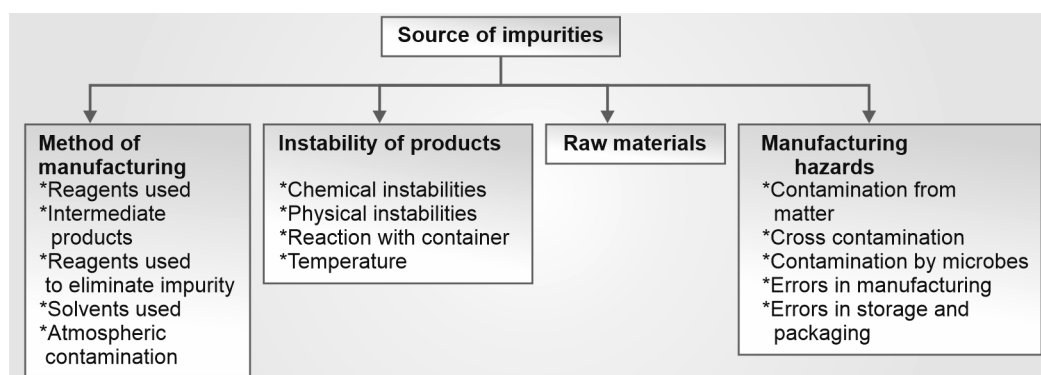 Source of impurities
Method of
manufacturing
*Reagents used
*Intermediate
products
*Reagents used
to eliminate impurity
*Solvents used
*Atmospheric
contamination
Instability of products
*Chemical instabilities
*Physical instabilities
*Reaction with container
*Temperature
Raw materials
Manufacturing
hazards
*Contamination from
matter
*Cross contamination
*Contamination by microbes
*Errors in manufacturing
*Errors in storage and
packaging